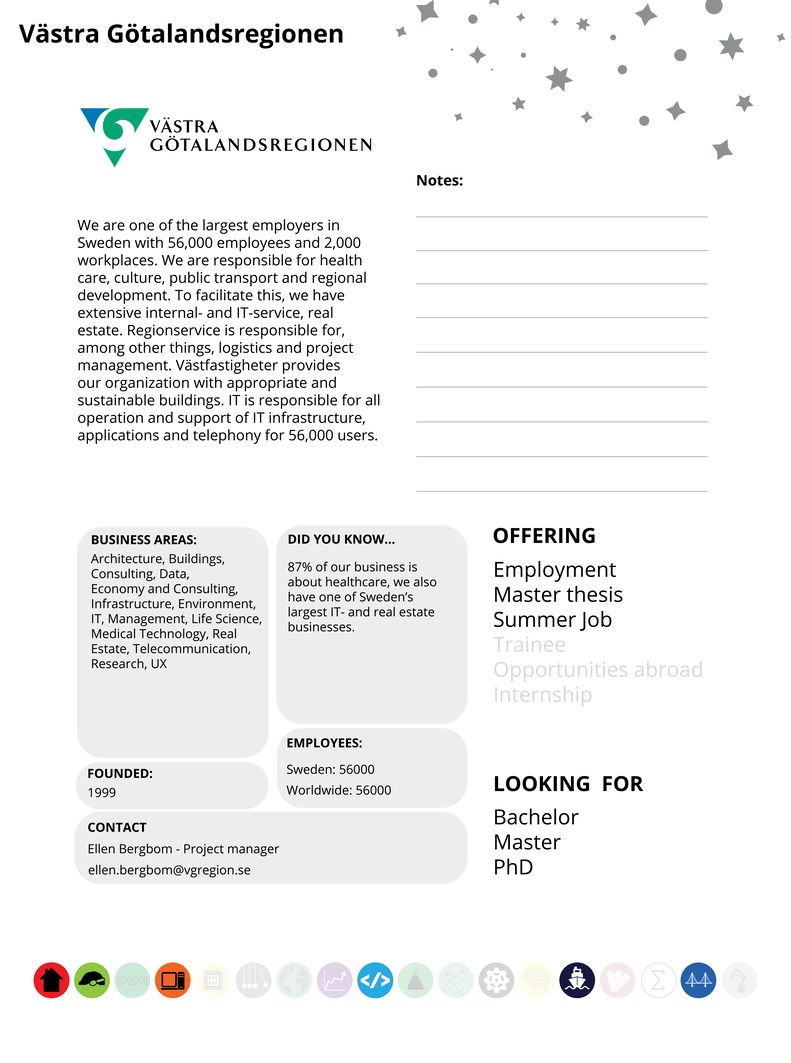 Västra Götalandsregionen
VÄSTRA
GÖTALANDSREGIONEN
Notes:
We are one of the largest employers in
Sweden with 56,000 employees and 2,000
workplaces. We are responsible for health
care, culture, public transport and regional
development. To facilitate this, we have
extensive internal- and IT-service, real
estate. Regionservice is responsible for,
among other things, logistics and project
management. Västfastigheter provides
our organization with appropriate and
sustainable buildings. IT is responsible for all
operation and support of IT infrastructure,
applications and telephony for 56,000 users.
BUSINESS AREAS:
Architecture, Buildings,
Consulting, Data,
Economy and Consulting,
Infrastructure, Environment,
IT, Management, Life Science,
Medical Technology, Real
Estate, Telecommunication,
Research, UX
DID YOU KNOW...
87% of our business is
about healthcare, we also
have one of Sweden’s
largest IT- and real estate
businesses.
OFFERING
Employment
Master thesis
Summer Job
Trainee
Opportunities abroad
Internship
EMPLOYEES:
Sweden: 56000
Worldwide: 56000
FOUNDED:
1999
LOOKING FOR
Bachelor
Master
PhD
CONTACT
Ellen Bergbom - Project manager
ellen.bergbom@vgregion.se